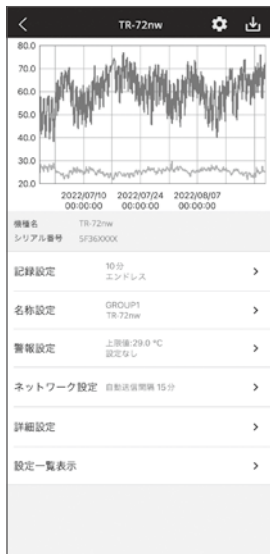 TR-72nw
80.0
70.0
60.0
50.0
40.0
30.0
20.0
2022/07/10 2022/07/24 2022/08/07
00:00:00 00:00:00 00:00:00
機種名 TR-72nw
シリアル番号 SF36XXXX
記録設定 10分
エンドレス
名称設定 GROUP1
TR-72nw
警報設定 上限値:29.0 ℃
設定なし
ネットワーク設定 自動送信間隔 15分
詳細設定
設定一覧表示